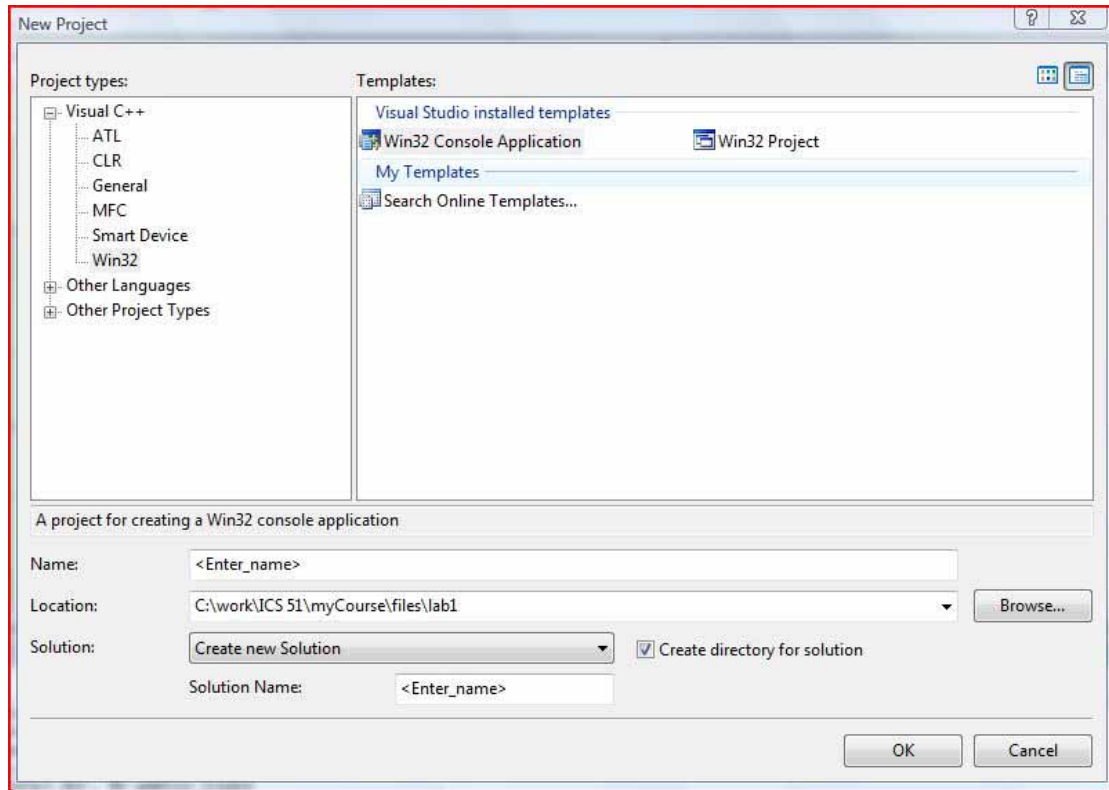 New Project
Project types:
Templates:
Visual C++
ATL
CLR
General
MFC
Smart Device
Win32
Other Languages
Other Project Types
Visual Studio installed templates
Win32 Console Application
Win32 Project
My Templates
Search Online Templates...
A project for creating a Win32 console application
Name:
<Enter_name>
Location:
C:\work\ICS 51\myCourse\files\lab1
Browse...
Solution:
Create new Solution
Create directory for solution
Solution Name:
<Enter_name>
OK
Cancel